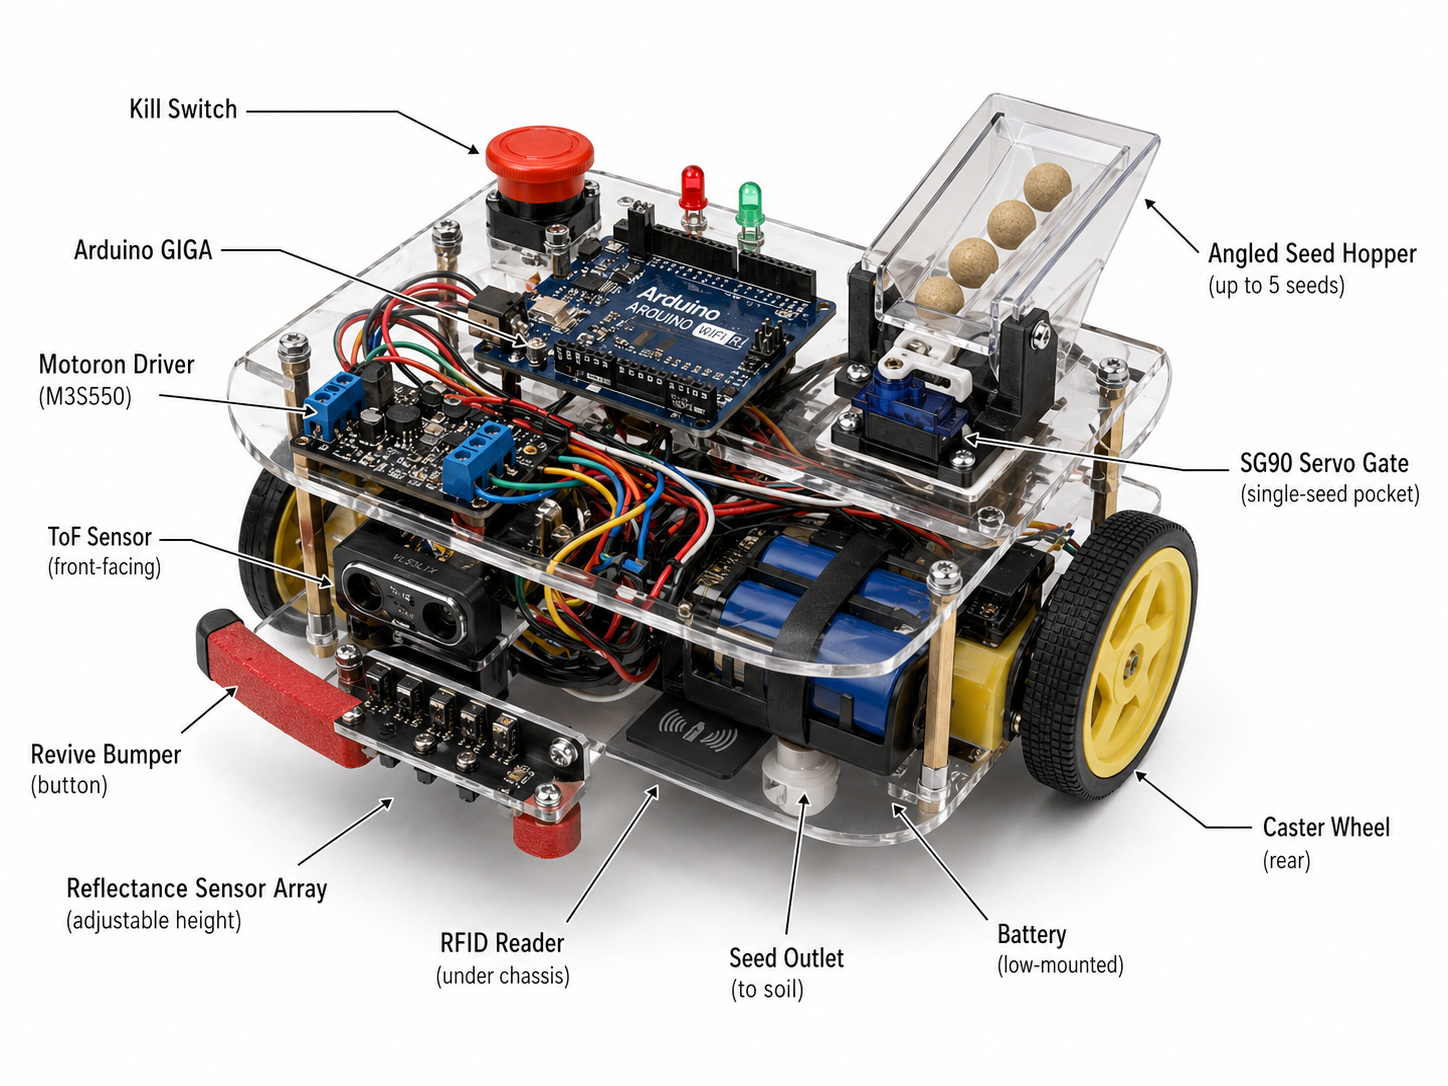 Kill Switch
Arduino GIGA
Arduino
ARDUINO WIFI R
Angled Seed Hopper
(up to 5 seeds)
Motoron Driver
(M3S550)
SG90 Servo Gate
(single-seed pocket)
ToF Sensor
(front-facing)
VL53L1X
Revive Bumper
(button)
Caster Wheel
(rear)
Reflectance Sensor Array
(adjustable height)
RFID Reader
(under chassis)
Seed Outlet
(to soil)
Battery
(low-mounted)